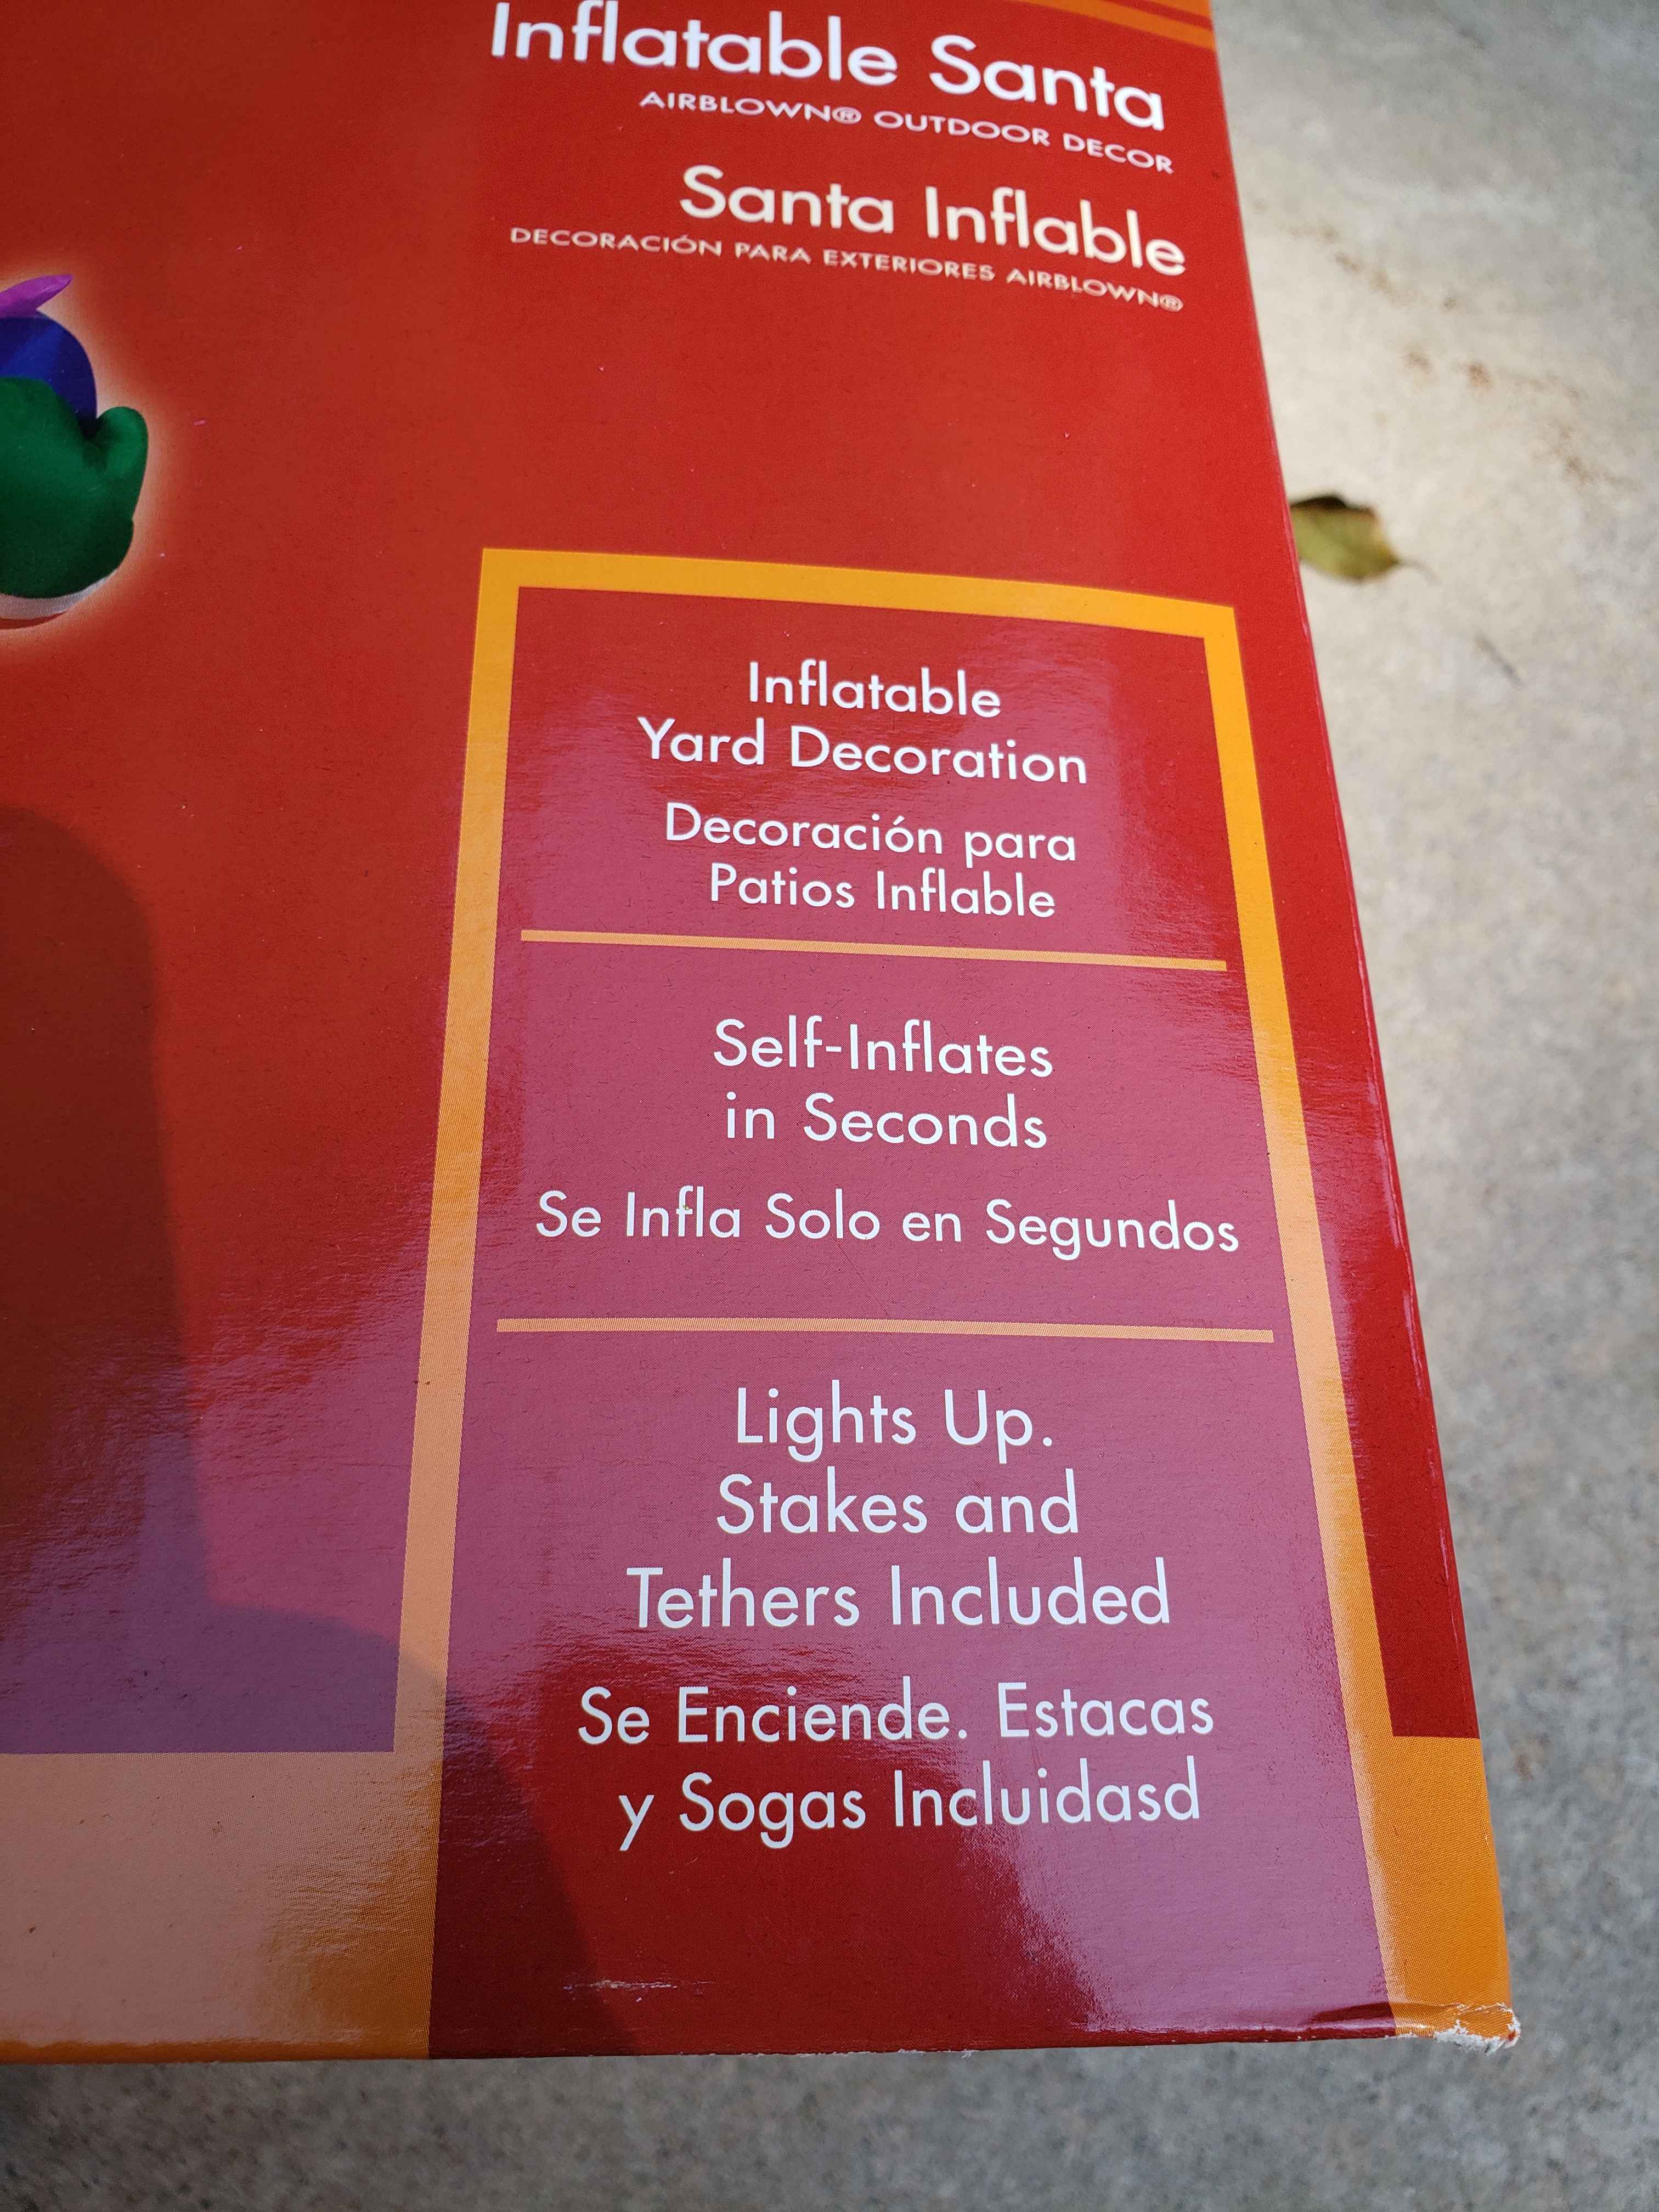 Inflatable Santa
AIRBLOWN® OUTDOOR DECOR
Santa Inflable
DECORACIÓN PARA EXTERIORES AIRBLOWN®
Inflatable
Yard Decoration
Decoración para
Patios Inflable
Self-Inflates
in Seconds
Se Infla Solo en Segundos
Lights Up.
Stakes and
Tethers Included
Se Enciende. Estacas
y Sogas Incluidasd